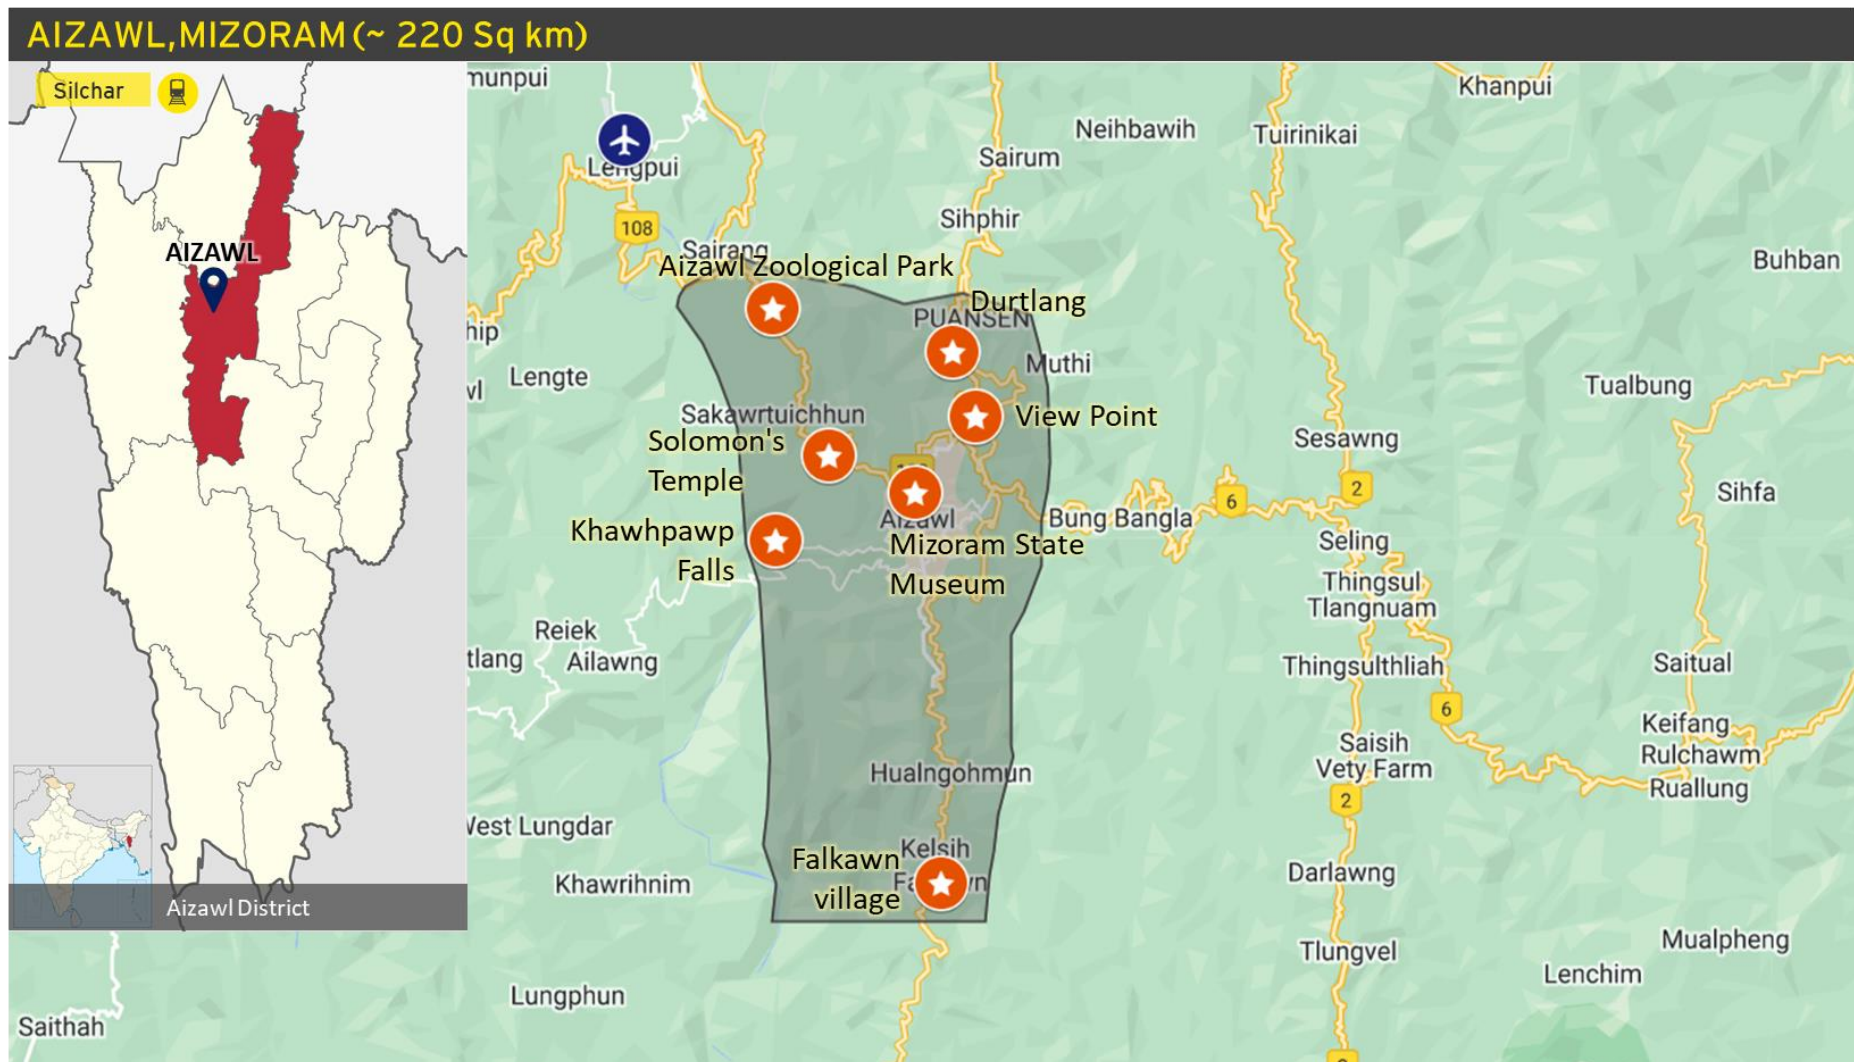 AIZAWL,MIZORAM (~ 220 Sq km)
Silchar
AIZAWL
Aizawl District
munpui
Khanpui
Neihbawih
Tuirinikai
Sairum
Lengpui
Sihphir
108
Sairang
Aizawl Zoological Park
Buhban
Durtlang
PUANSEN
hip
Muthi
Lengte
wl
Tualbung
Sakawrtuichhun
View Point
Solomon's
Temple
Sesawng
2
6
Sihfa
Aizawl
Bung Bangla
Khawhpawp
Falls
Mizoram State
Museum
Seling
Thingsul
Tlangnuam
Reiek
tlang
Ailawng
Thingsulthliah
Saitual
6
Keifang
Rulchawm
Ruallung
Saisih
Vety Farm
Hualngohmun
2
West Lungdar
Kelsih
Falkawn
village
Khawrihnim
Darlawng
Tlungvel
Mualpheng
Lenchim
Lungphun
Saithah